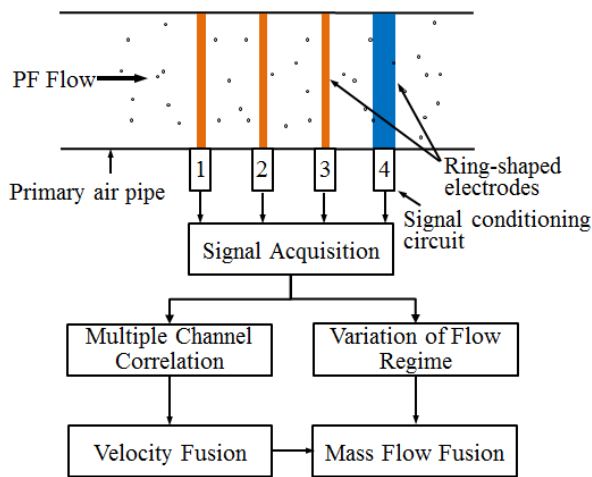 PF Flow
Primary air pipe
1
2
3
4
Ring-shaped
electrodes
Signal conditioning
circuit
Signal Acquisition
Multiple Channel
Correlation
Variation of Flow
Regime
Velocity Fusion
Mass Flow Fusion